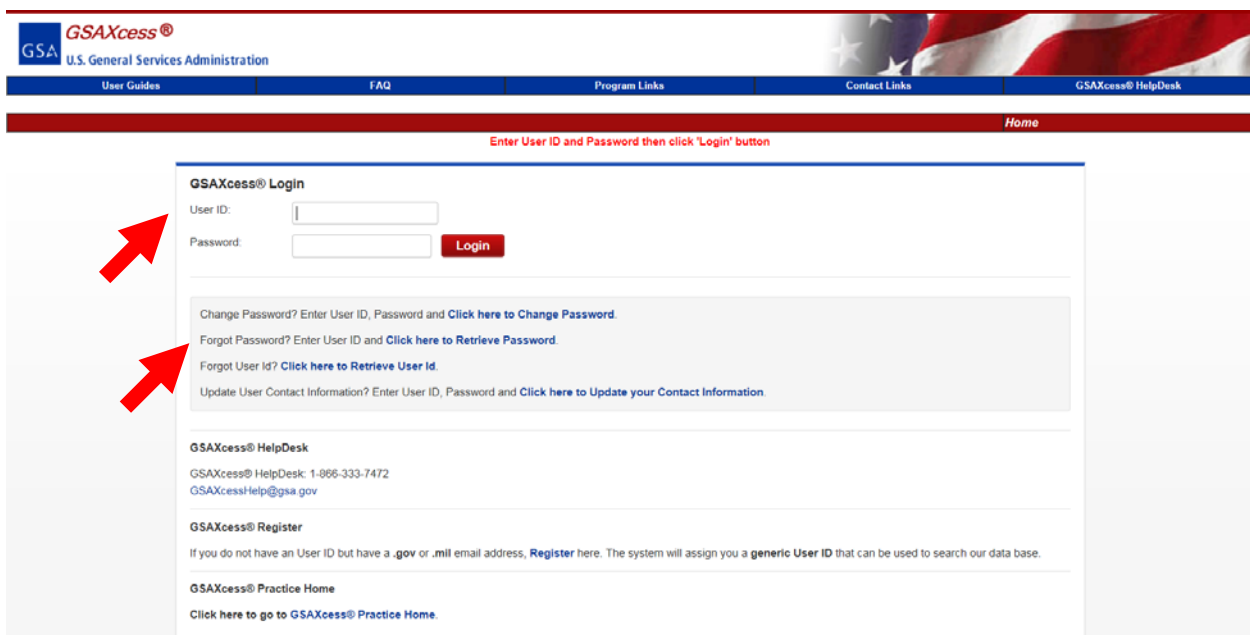 GSAXcess®
GSA
U.S. General Services Administration
User Guides FAQ Program Links Contact Links GSAXcess® HelpDesk
Home
Enter User ID and Password then click 'Login' button
GSAXcess® Login
User ID:
Password: Login
Change Password? Enter User ID, Password and Click here to Change Password.
Forgot Password? Enter User ID and Click here to Retrieve Password.
Forgot User Id? Click here to Retrieve User Id.
Update User Contact Information? Enter User ID, Password and Click here to Update your Contact Information.
GSAXcess® HelpDesk
GSAXcess® HelpDesk: 1-866-333-7472
GSAXcessHelp@gsa.gov
GSAXcess® Register
If you do not have an User ID but have a .gov or .mil email address, Register here. The system will assign you a generic User ID that can be used to search our data base.
GSAXcess® Practice Home
Click here to go to GSAXcess® Practice Home.